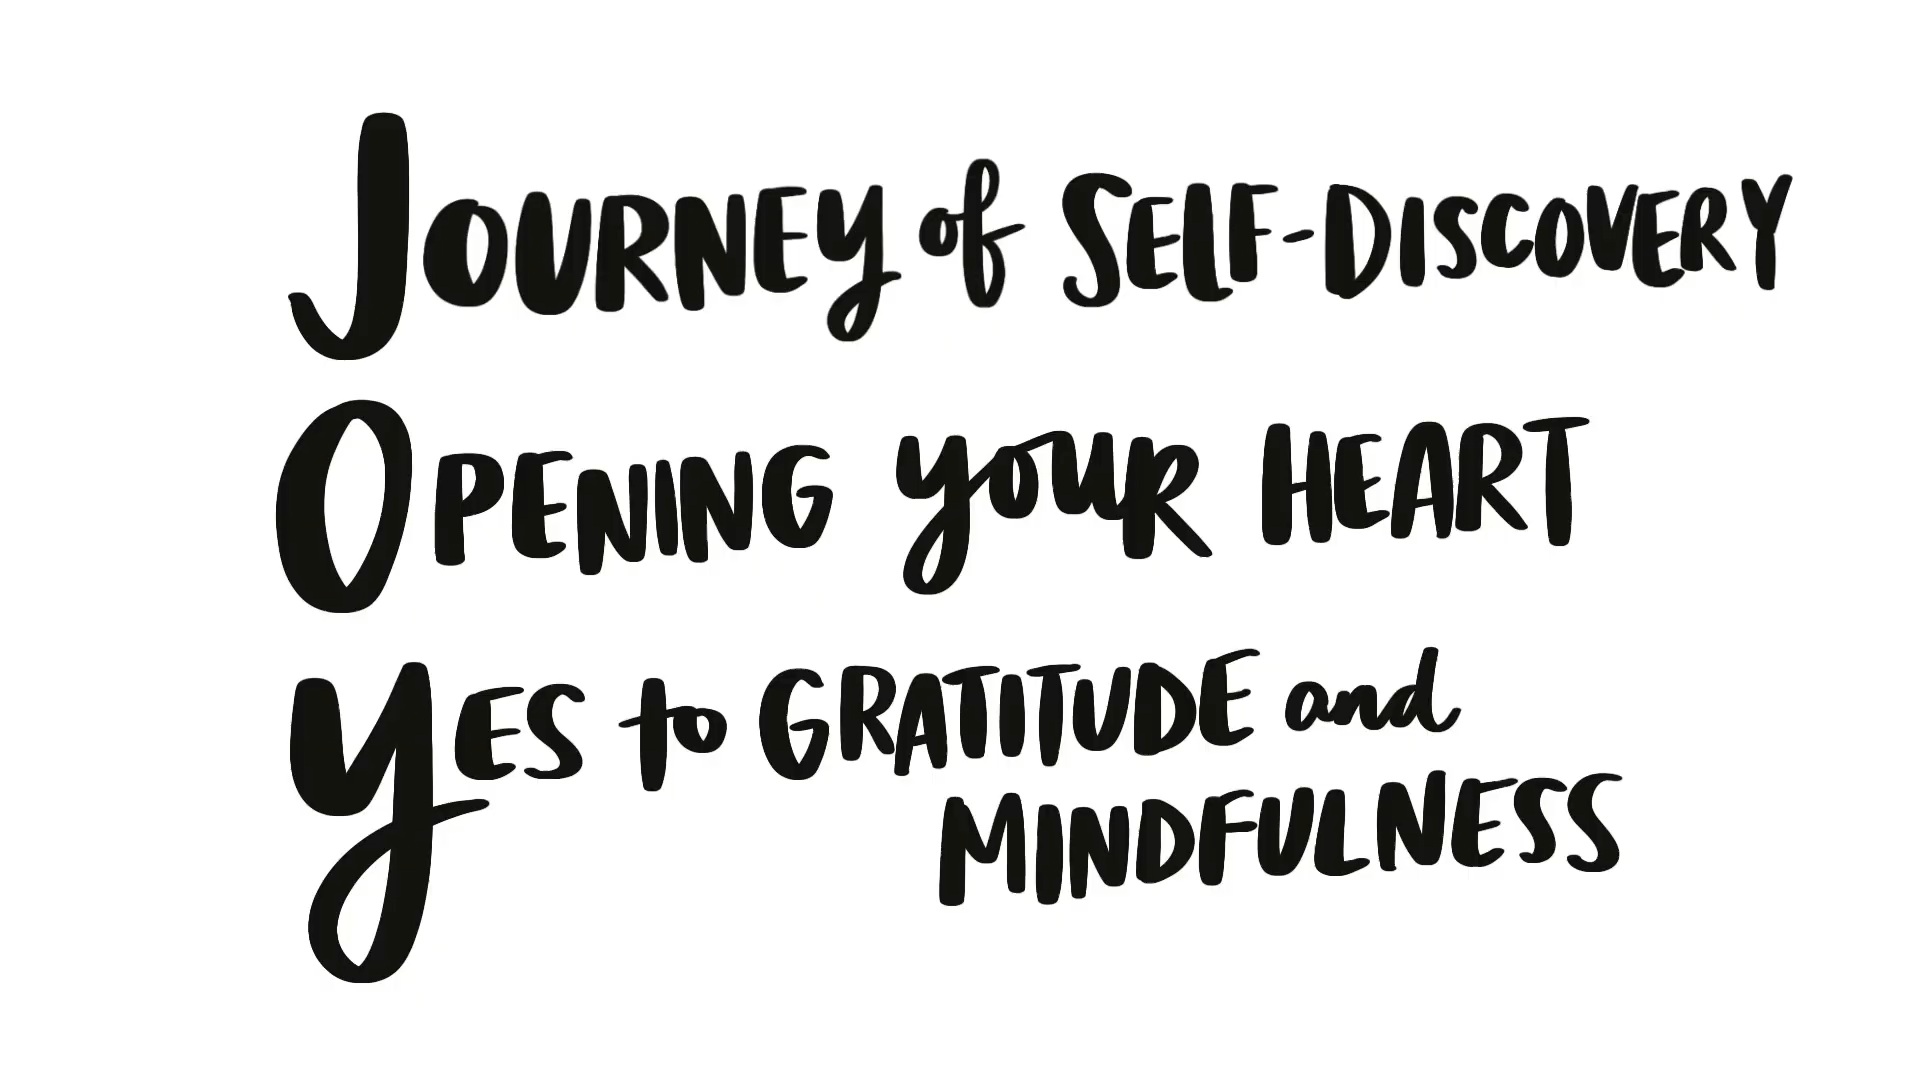 JOURNEY of SELF-DISCOVERY
OPENING your HEART
YES to GRATITUDE and
MINDFULNESS